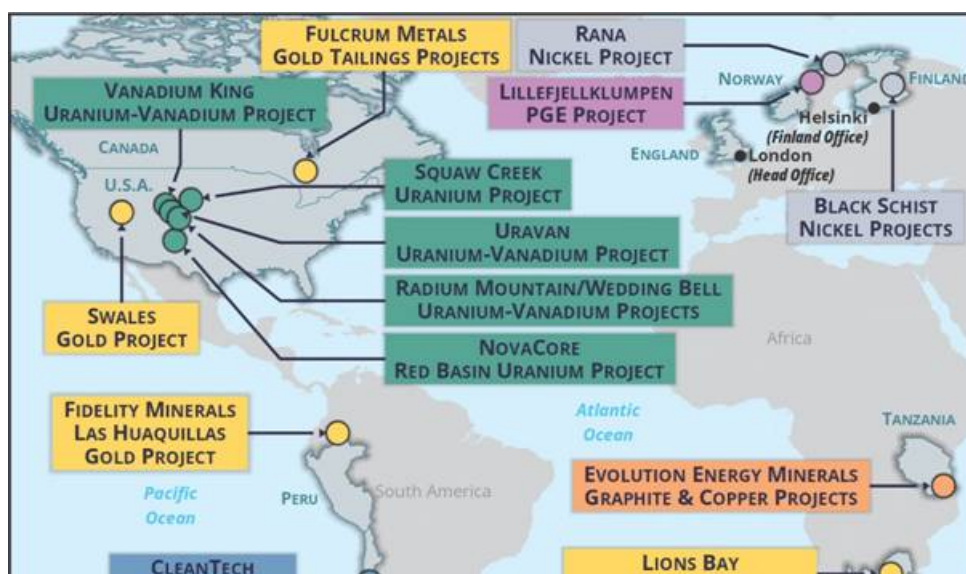 Fulcrum Metals
Gold Tailings Projects
Rana
Nickel Project
Norway
Finland
Vanadium King
Uranium-Vanadium Project
Lillefjellklumpen
PGE Project
Helsinki
(Finland Office)
Canada
England
London
(Head Office)
U.S.A.
Squaw Creek
Uranium Project
Black Schist
Nickel Projects
Uravan
Uranium-Vanadium Project
Radium Mountain/Wedding Bell
Uranium-Vanadium Projects
Swales
Gold Project
Africa
NovaCore
Red Basin Uranium Project
Fidelity Minerals
Las Huaquillas
Gold Project
Atlantic
Ocean
Tanzania
Evolution Energy Minerals
Graphite & Copper Projects
Pacific
Ocean
Peru
South America
CleanTech
Lions Bay